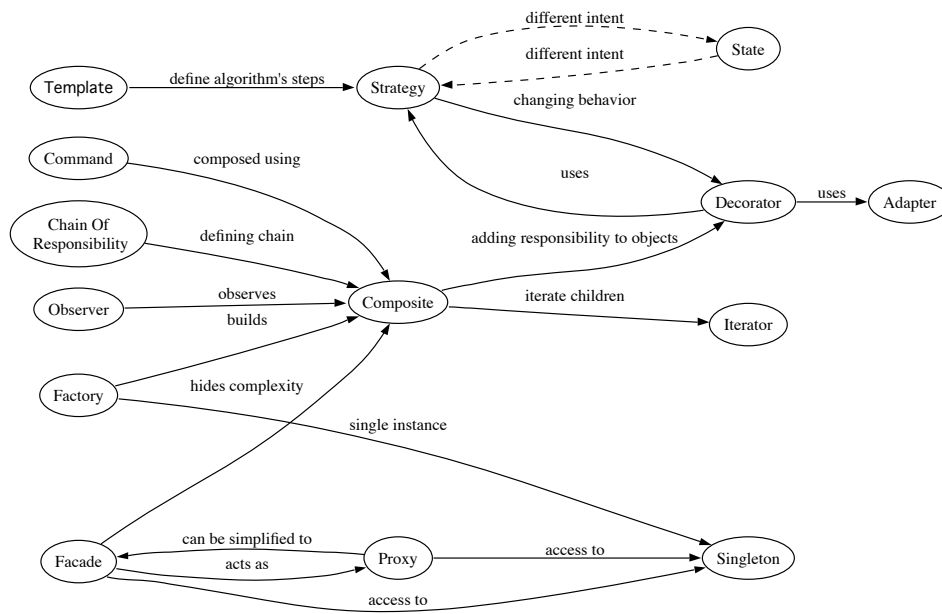 different intent
State
different intent
Template
define algorithm's steps
Strategy
changing behavior
Command
composed using
uses
Decorator
uses
Adapter
Chain Of
Responsibility
defining chain
adding responsibility to objects
Observer
observes
Composite
iterate children
builds
Iterator
Factory
hides complexity
single instance
can be simplified to
Facade
acts as
Proxy
access to
Singleton
access to